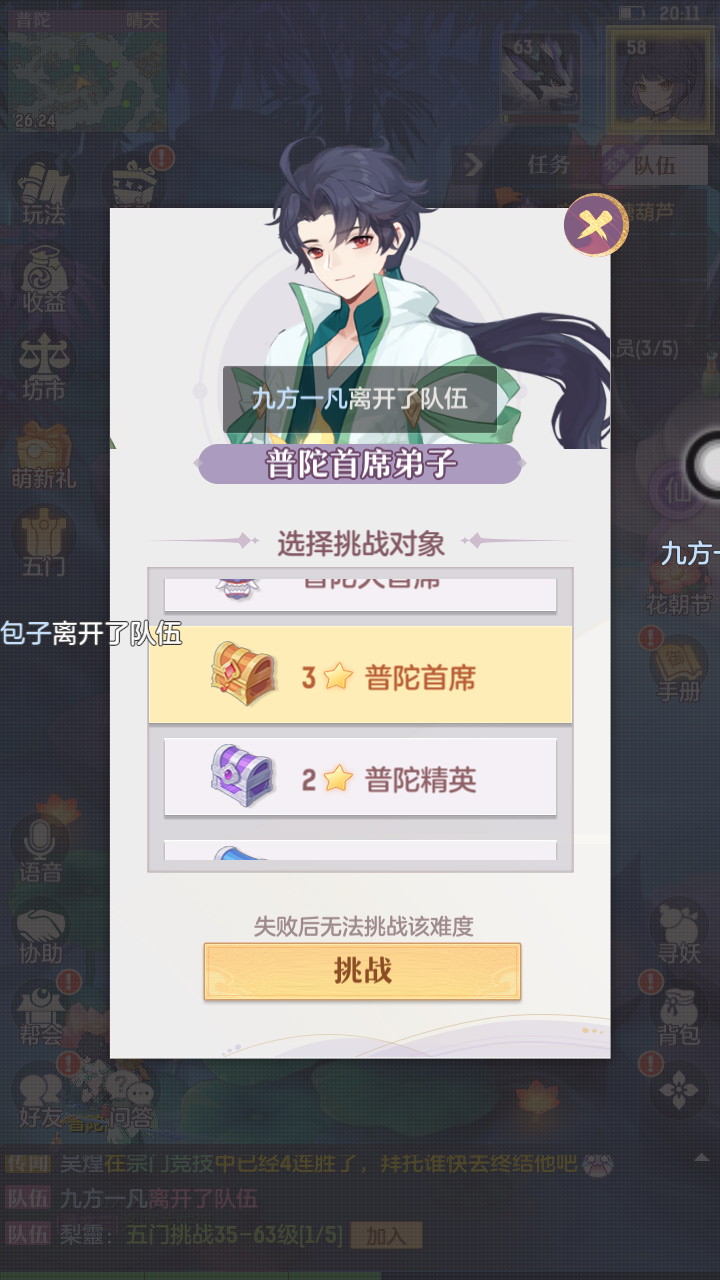 普陀 晴天
20:11
26,24
63
58
任务
队伍
玩法
收益
坊市
萌新礼
五门
葫芦
员(3/5)
仙
九方一凡离开了队伍
普陀首席弟子
选择挑战对象
九方一
花朝节
手册
包子离开了队伍
3 普陀首席
2 普陀精英
失败后无法挑战该难度
挑战
语音
协助
帮会
好友
问答
寻妖
背包
传闻 吴煌在宗门竞技中已经4连胜了，拜托谁快去终结他吧
队伍 九方一凡离开了队伍
队伍 梨靈：五门挑战35-63级[1/5] 加入